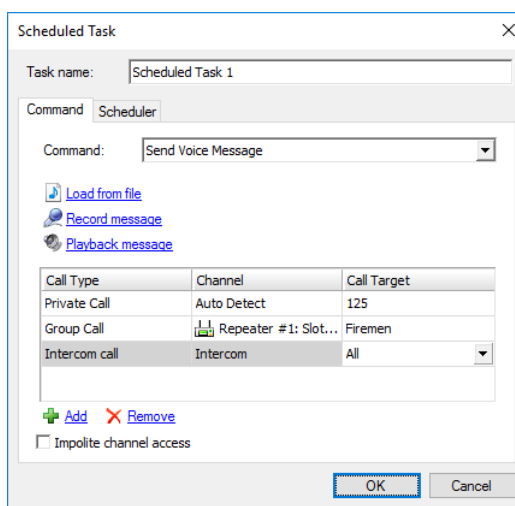 Scheduled Task
Task name: Scheduled Task 1
Command Scheduler
Command: Send Voice Message
Load from file
Record message
Playback message
Call Type Channel Call Target
Private Call Auto Detect 125
Group Call Repeater #1: Slot... Firemen
Intercom call Intercom All
Add Remove
Impolite channel access
OK Cancel